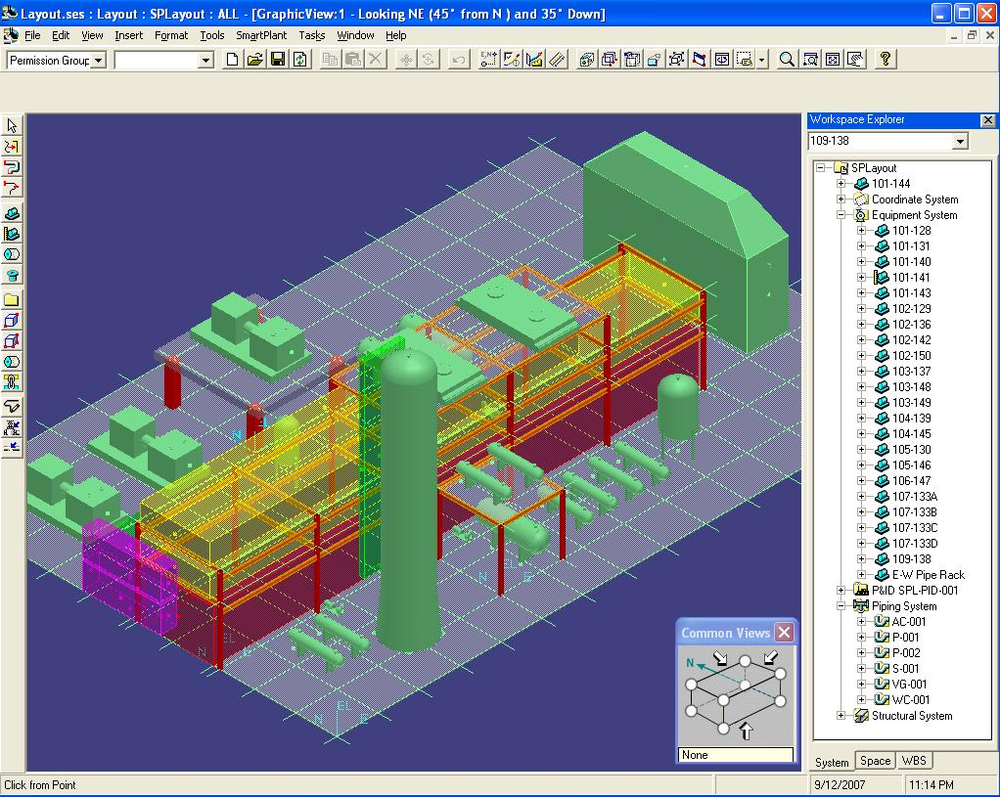 Layout.ses : Layout : SPLayout : ALL - [GraphicView:1 - Looking NE (45° from N ) and 35° Down]
File Edit View Insert Format Tools SmartPlant Tasks Window Help
Permission Group
Workspace Explorer
109-138
SPLayout
101-144
Coordinate System
Equipment System
101-128
101-131
101-140
101-141
101-143
102-129
102-136
102-142
102-150
103-137
103-148
103-149
104-139
104-145
105-130
105-146
106-147
107-133A
107-133B
107-133C
107-133D
109-138
E-W Pipe Rack
P&ID SPL-PID-001
Piping System
AC-001
P-001
P-002
S-001
VG-001
WC-001
Structural System
System Space WBS
N
N EL
N E
N E E
Common Views
N
None
Click from Point
9/12/2007 11:14 PM